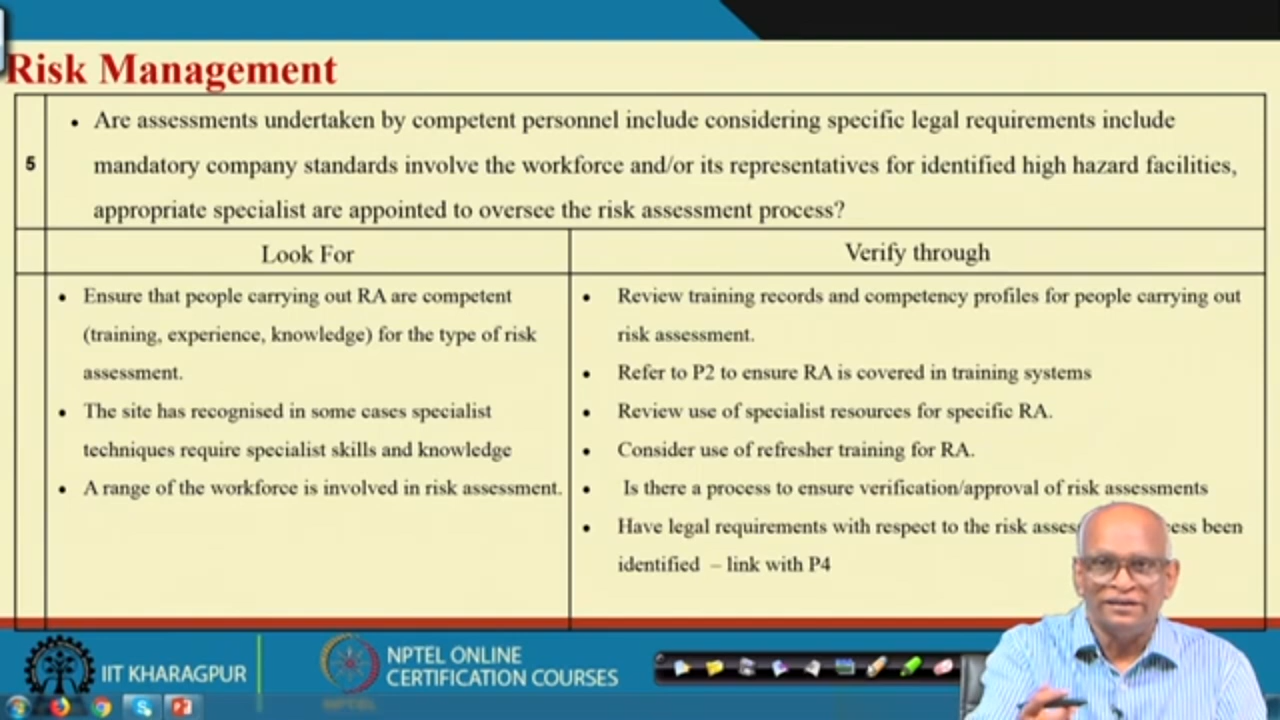 Risk Management
5
• Are assessments undertaken by competent personnel include considering specific legal requirements include
mandatory company standards involve the workforce and/or its representatives for identified high hazard facilities,
appropriate specialist are appointed to oversee the risk assessment process?
Look For
Verify through
• Ensure that people carrying out RA are competent
(training, experience, knowledge) for the type of risk
assessment.
• The site has recognised in some cases specialist
techniques require specialist skills and knowledge
• A range of the workforce is involved in risk assessment.
• Review training records and competency profiles for people carrying out
risk assessment.
• Refer to P2 to ensure RA is covered in training systems
• Review use of specialist resources for specific RA.
• Consider use of refresher training for RA.
• Is there a process to ensure verification/approval of risk assessments
• Have legal requirements with respect to the risk been
identified – link with P4
IIT KHARAGPUR
NPTEL ONLINE
CERTIFICATION COURSES